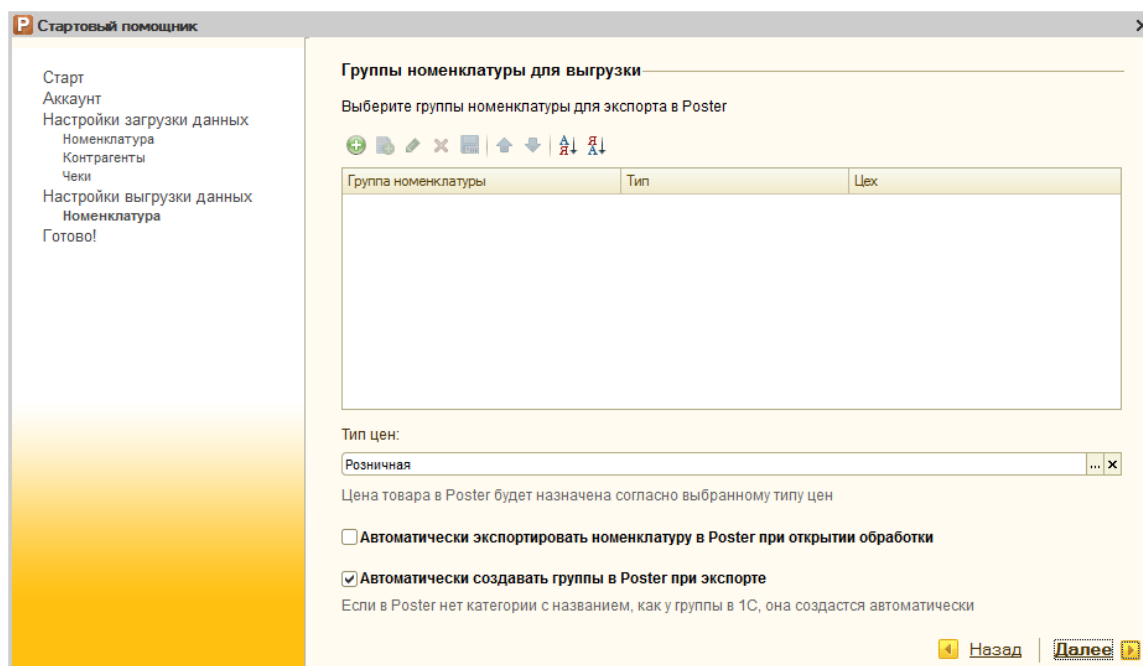 Стартовый помощник
Старт
Аккаунт
Настройки загрузки данных
Номенклатура
Контрагенты
Чеки
Настройки выгрузки данных
Номенклатура
Готово!
Группы номенклатуры для выгрузки
Выберите группы номенклатуры для экспорта в Poster
Группа номенклатуры Тип Цех
Тип цен:
Розничная ...
Цена товара в Poster будет назначена согласно выбранному типу цен
Автоматически экспортировать номенклатуру в Poster при открытии обработки
Автоматически создавать группы в Poster при экспорте
Если в Poster нет категории с названием, как у группы в 1С, она создастся автоматически
Назад Далее